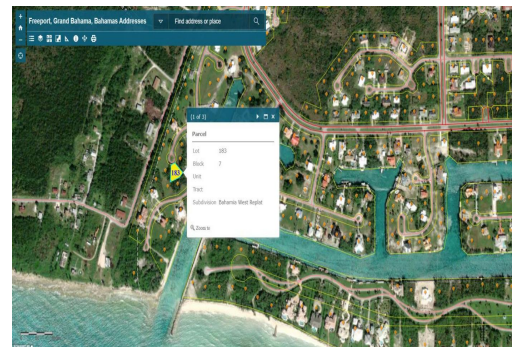 Freeport, Grand Bahama, Bahamas Addresses
Find address or place
(1 of 3)
Parcel
Lot 183
Block 7
Unit
Tract
Subdivision Bahamia West Replat
Zoom to
183